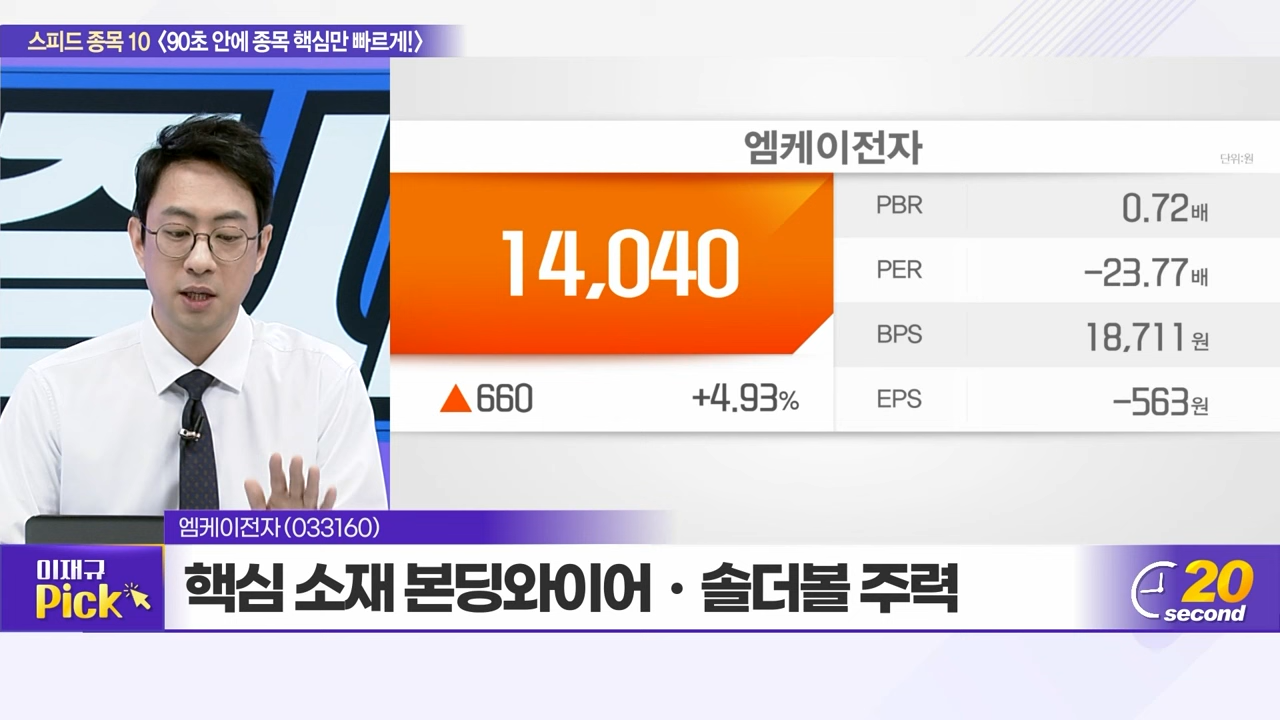 스피드 종목 10 〈90초 안에 종목 핵심만 빠르게!〉
엠케이전자
단위:원
14,040
▲660 +4.93%
PBR 0.72배
PER -23.77배
BPS 18,711원
EPS -563원
엠케이전자(033160)
이재규
Pick
핵심 소재 본딩와이어·솔더볼 주력
20
second